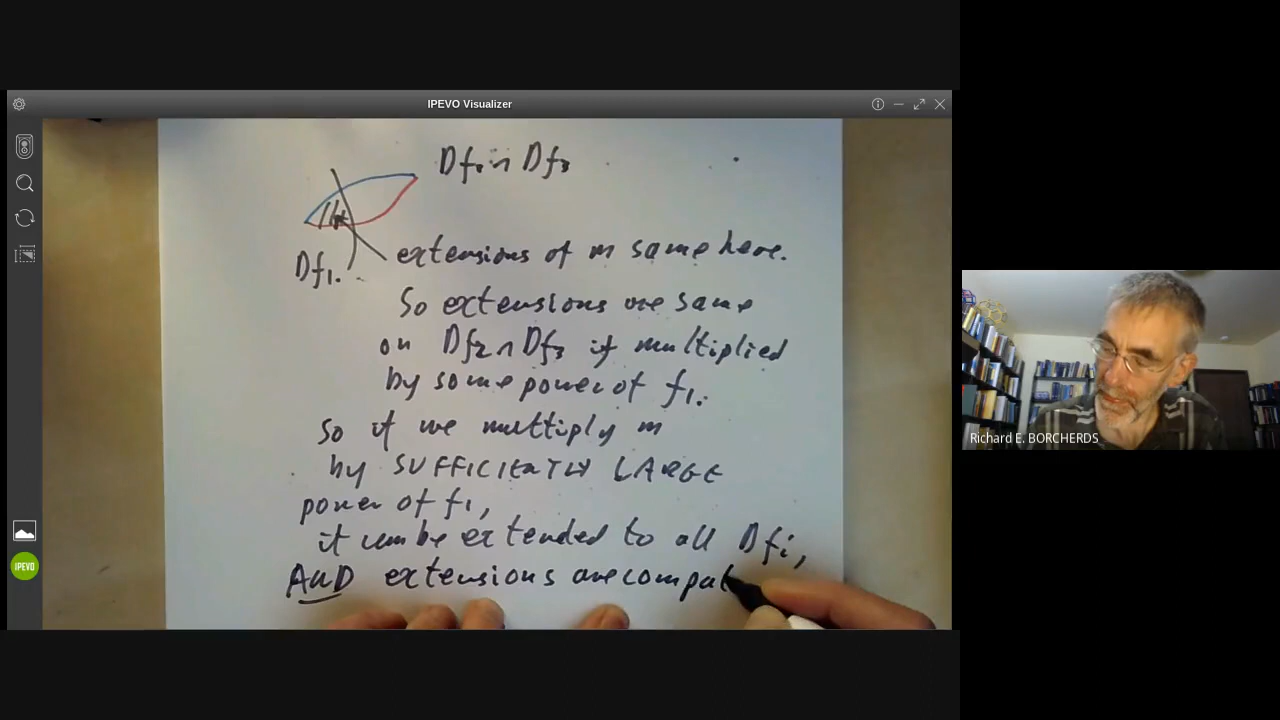 IPEVO Visualizer
Df₂∩ Df₃
Df₁.
extensions of m same here.
So extensions are same
on Df₂∩Df₃ if multiplied
by some power of f₁.
so if we multiply m
by SUFFICIENTLY LARGE
power of f₁,
it can be extended to all Dfᵢ,
AND extensions are compat
IPEVO
Richard E. BORCHERDS